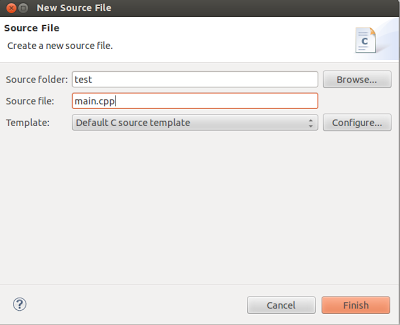 New Source File
Source File
Create a new source file.
C
Source folder: test Browse...
Source file: main.cpp
Template: Default C source template Configure...
? Cancel Finish